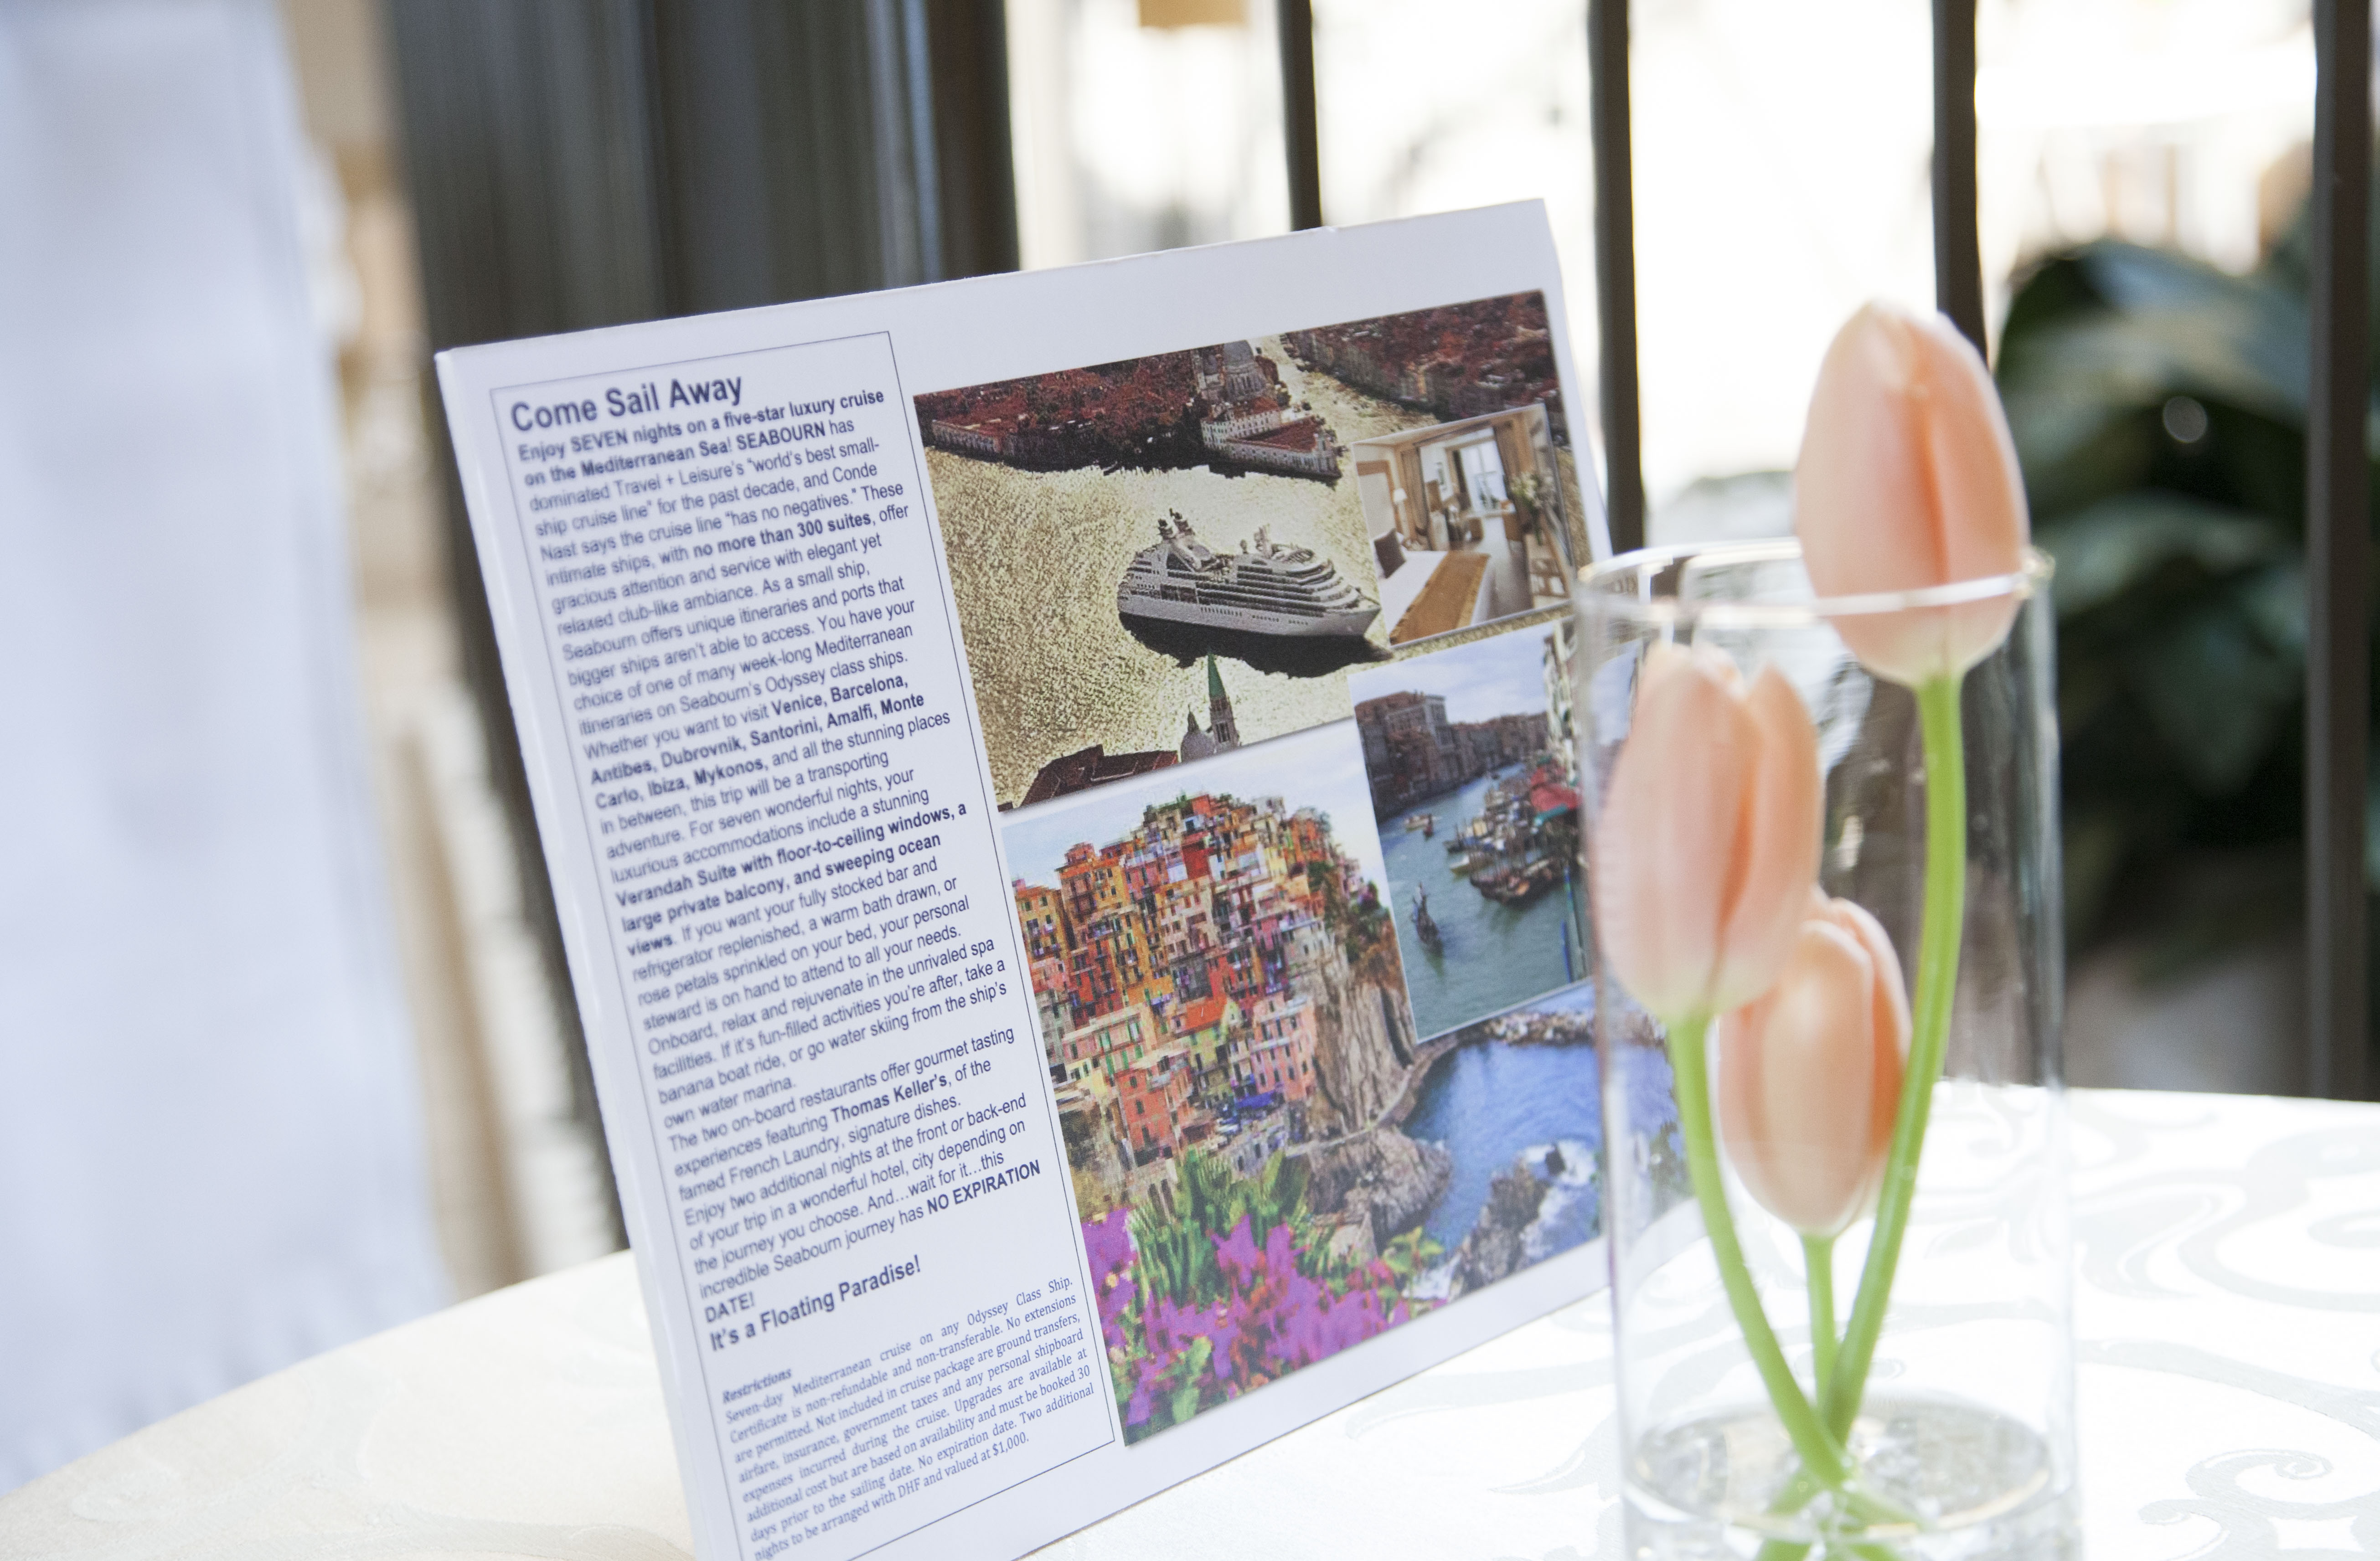 Come Sail Away
Enjoy SEVEN nights on a five-star luxury cruise
on the Mediterranean Sea! SEABOURN has
dominated Travel + Leisure's "world's best small-
ship cruise line" for the past decade, and Conde
Nast says the cruise line "has no negatives." These
intimate ships, with no more than 300 suites, offer
gracious attention and service with elegant yet
relaxed club-like ambiance. As a small ship,
Seabourn offers unique itineraries and ports that
bigger ships aren't able to access. You have your
choice of one of many week-long Mediterranean
itineraries on Seabourn's Odyssey class ships.
Whether you want to visit Venice, Barcelona,
Antibes, Dubrovnik, Santorini, Amalfi, Monte
Carlo, Ibiza, Mykonos, and all the stunning places
in between, this trip will be a transporting
adventure. For seven wonderful nights, your
luxurious accommodations include a stunning
Verandah Suite with floor-to-ceiling windows, a
large private balcony, and sweeping ocean
views. If you want your fully stocked bar and
refrigerator replenished, a warm bath drawn, or
rose petals sprinkled on your bed, your personal
steward is on hand to attend to all your needs.
Onboard, relax and rejuvenate in the unrivaled spa
facilities. If it's fun-filled activities you're after, take a
banana boat ride, or go water skiing from the ship's
own water marina.
The two on-board restaurants offer gourmet tasting
experiences featuring Thomas Keller's, of the
famed French Laundry, signature dishes.
Enjoy two additional nights at the front or back-end
of your trip in a wonderful hotel, city depending on
the journey you choose. And...wait for it...this
incredible Seabourn journey has NO EXPIRATION
DATE!
It's a Floating Paradise!
Restrictions
Seven-day Mediterranean cruise on any Odyssey Class Ship.
Certificate is non-refundable and non-transferable. No extensions
are permitted. Not included in cruise package are ground transfers,
airfare, insurance, government taxes and any personal shipboard
expenses incurred during the cruise. Upgrades are available at
additional cost but are based on availability and must be booked 30
days prior to the sailing date. No expiration date. Two additional
nights to be arranged with DHF and valued at $1,000.